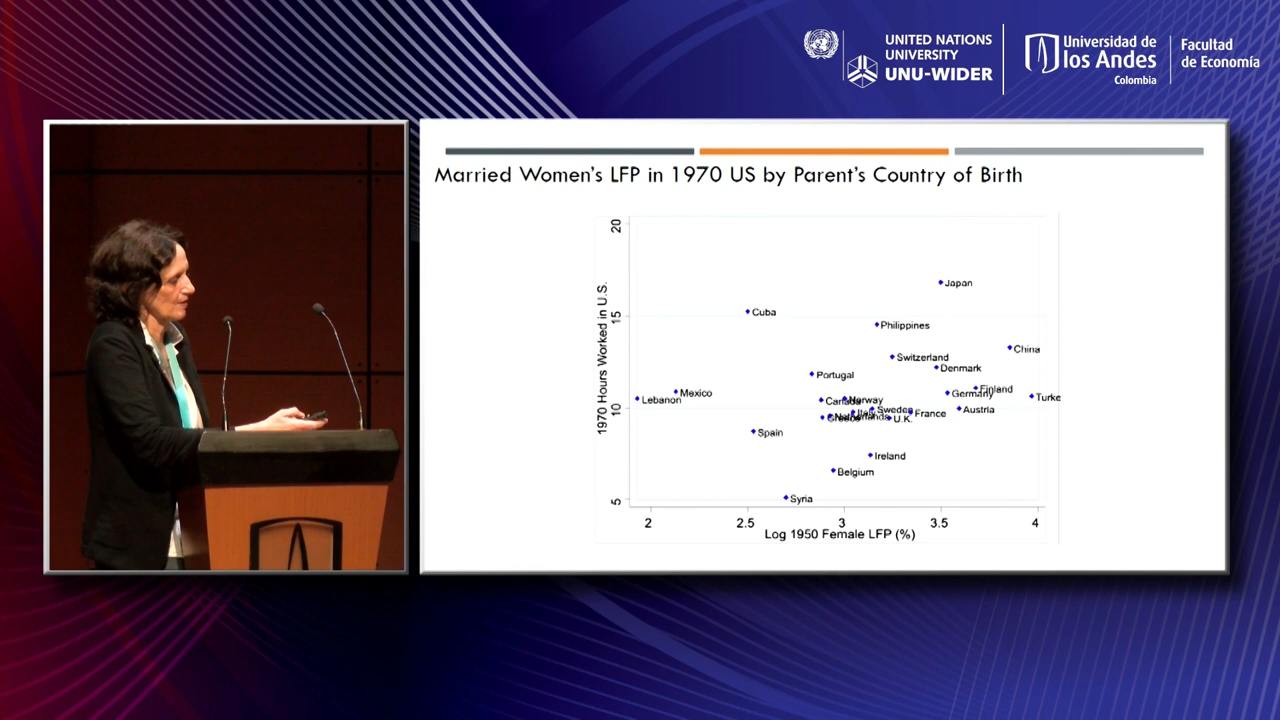 UNITED NATIONS
UNIVERSITY
UNU-WIDER
Universidad de
los Andes
Colombia
Facultad
de Economía
Married Women's LFP in 1970 US by Parent's Country of Birth
1970 Hours Worked in U.S.
20
15
10
5
Japan
Cuba
Philippines
China
Switzerland
Denmark
Portugal
Finland
Mexico
Germany
Turke
Lebanon
Canada
Norway
Sweden
Austria
Italy
France
Greece
Netherlands
U.K.
Spain
Ireland
Belgium
Syria
2
2.5
3
3.5
4
Log 1950 Female LFP (%)